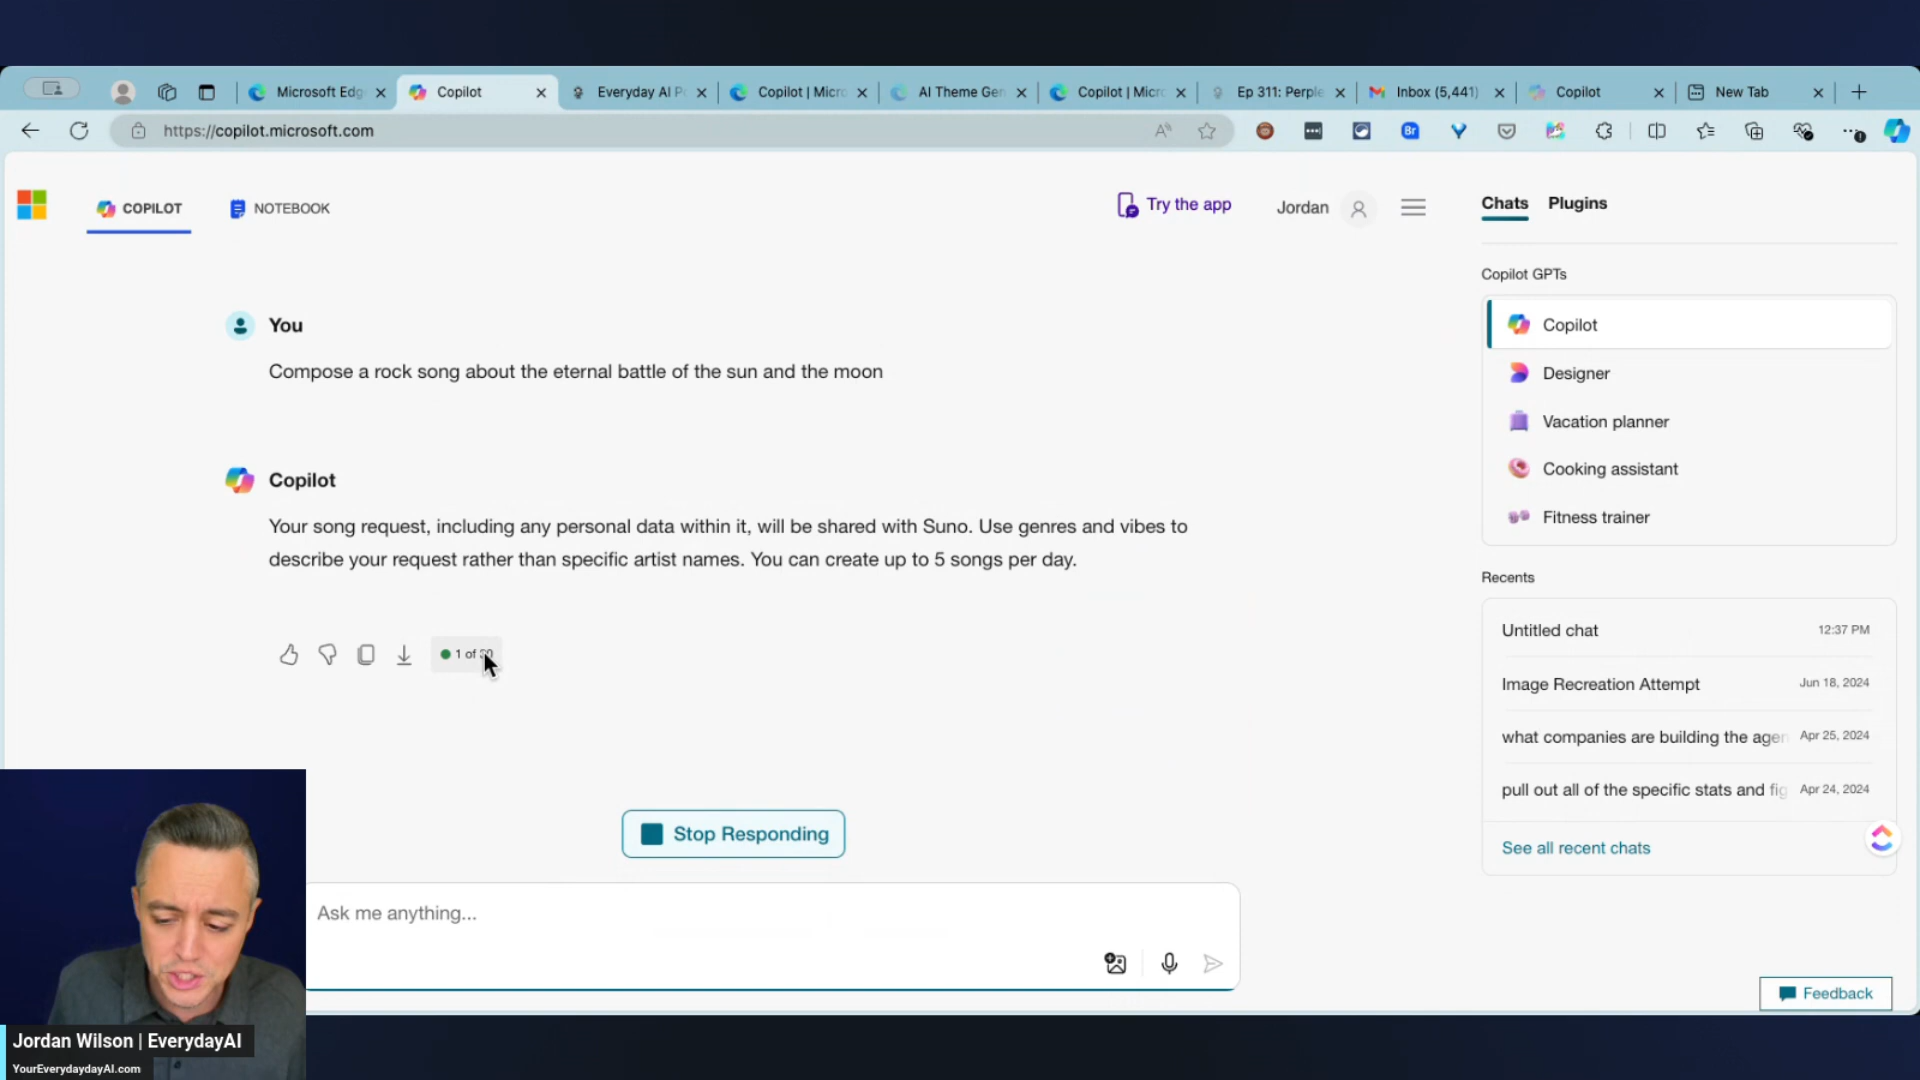 Microsoft Edg
Copilot
Everyday AI P
Copilot | Micro
AI Theme Gen
Copilot | Micr
Ep 311: Perple
Inbox (5,441)
Copilot
New Tab
https://copilot.microsoft.com
COPILOT
NOTEBOOK
Try the app
Jordan
Chats
Plugins
Copilot GPTs
Copilot
Designer
Vacation planner
Cooking assistant
Fitness trainer
You
Compose a rock song about the eternal battle of the sun and the moon
Copilot
Your song request, including any personal data within it, will be shared with Suno. Use genres and vibes to
describe your request rather than specific artist names. You can create up to 5 songs per day.
1 of
Recents
Untitled chat 12:37 PM
Image Recreation Attempt Jun 18, 2024
what companies are building the agen Apr 25, 2024
pull out all of the specific stats and fig Apr 24, 2024
See all recent chats
Stop Responding
Ask me anything...
Feedback
Jordan Wilson | EverydayAI
YourEverydayAI.com